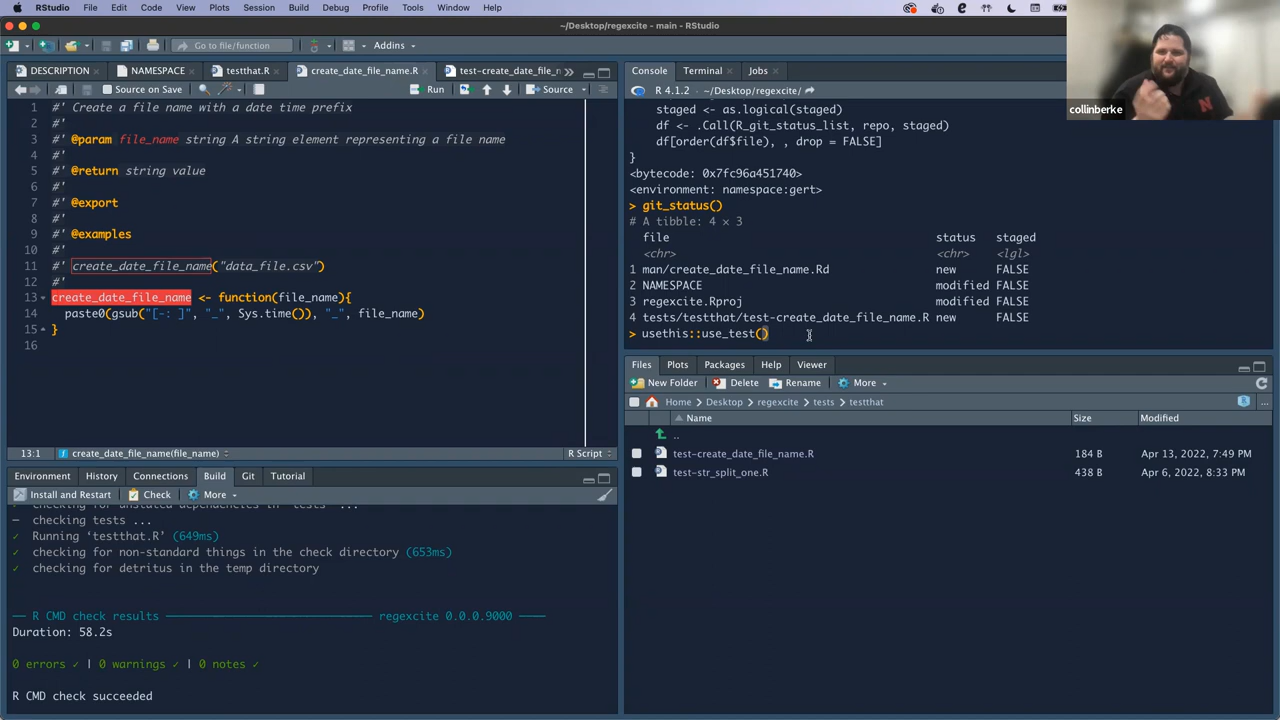 RStudio File Edit Code View Plots Session Build Debug Profile Tools Window Help
~/Desktop/regexcite - main - RStudio
Go to file/function Addins
DESCRIPTION NAMESPACE testthat.R create_date_file_name.R test-create_date_file_n
Source on Save Run Source
1 #' Create a file name with a date time prefix
2 #'
3 #' @param file_name string A string element representing a file name
4 #'
5 #' @return string value
6 #'
7 #' @export
8 #'
9 #' @examples
10 #'
11 #' create_date_file_name("data_file.csv")
12 #'
13 create_date_file_name <- function(file_name){
14 paste0(gsub("[-: ]", "_", Sys.time()), "_", file_name)
15 }
16
13:1 create_date_file_name(file_name) R Script
Environment History Connections Build Git Tutorial
Install and Restart Check More
checking for unstated dependencies in 'tests' ...
— checking tests ...
✓ Running ‘testthat.R’ (649ms)
✓ checking for non-standard things in the check directory (653ms)
✓ checking for detritus in the temp directory
── R CMD check results ──────────────────── regexcite 0.0.0.9000 ────
Duration: 58.2s
0 errors ✓ | 0 warnings ✓ | 0 notes ✓
R CMD check succeeded
Console Terminal Jobs
R 4.1.2 · ~/Desktop/regexcite/
staged <- as.logical(staged)
df <- .Call(R_git_status_list, repo, staged)
df[order(df$file), , drop = FALSE]
}
<bytecode: 0x7fc96a451740>
<environment: namespace:gert>
> git_status()
# A tibble: 4 × 3
file status staged
<chr> <chr> <lgl>
1 man/create_date_file_name.Rd new FALSE
2 NAMESPACE modified FALSE
3 regexcite.Rproj modified FALSE
4 tests/testthat/test-create_date_file_name.R new FALSE
> usethis::use_test()
Files Plots Packages Help Viewer
New Folder Delete Rename More
Home Desktop regexcite tests testthat
Name Size Modified
..
test-create_date_file_name.R 184 B Apr 13, 2022, 7:49 PM
test-str_split_one.R 438 B Apr 6, 2022, 8:33 PM
collinberke
N